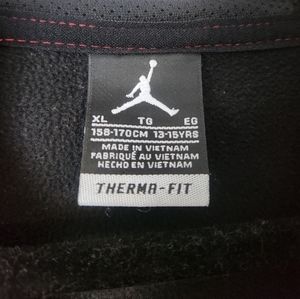 XL TG EG
158-170CM 13-15YRS
MADE IN VIETNAM
FABRIQUÉ AU VIETNAM
HECHO EN VIETNAM
THERMA-FIT